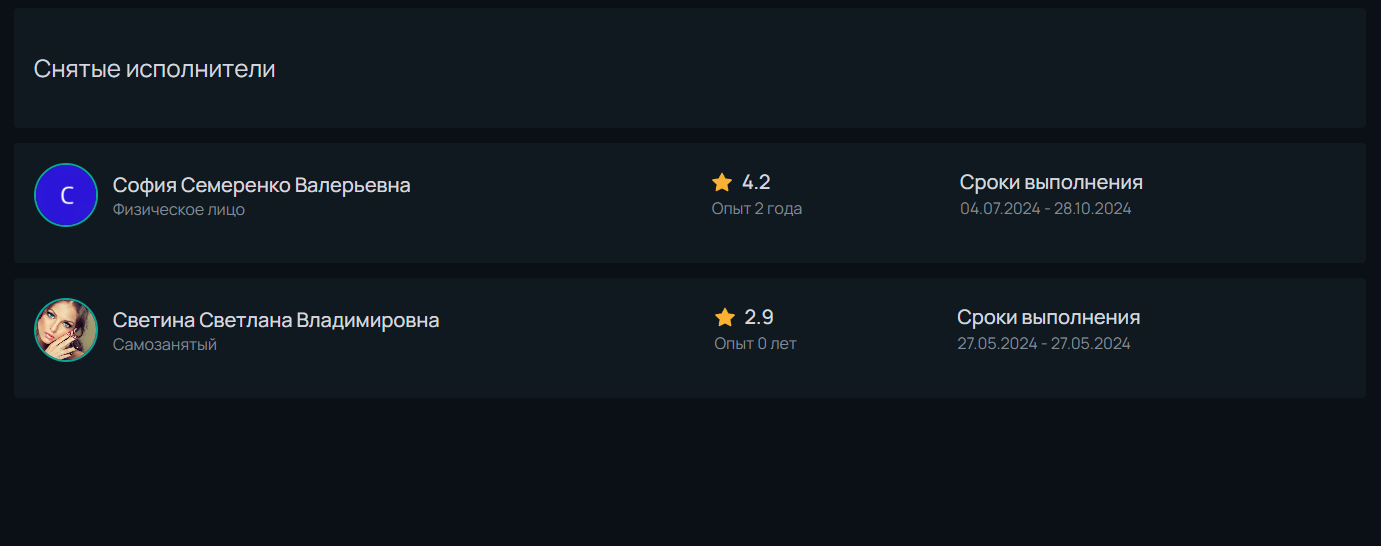 Снятые исполнители
С
София Семеренко Валерьевна
Физическое лицо
4.2
Опыт 2 года
Сроки выполнения
04.07.2024 - 28.10.2024
Светина Светлана Владимировна
Самозанятый
2.9
Опыт 0 лет
Сроки выполнения
27.05.2024 - 27.05.2024